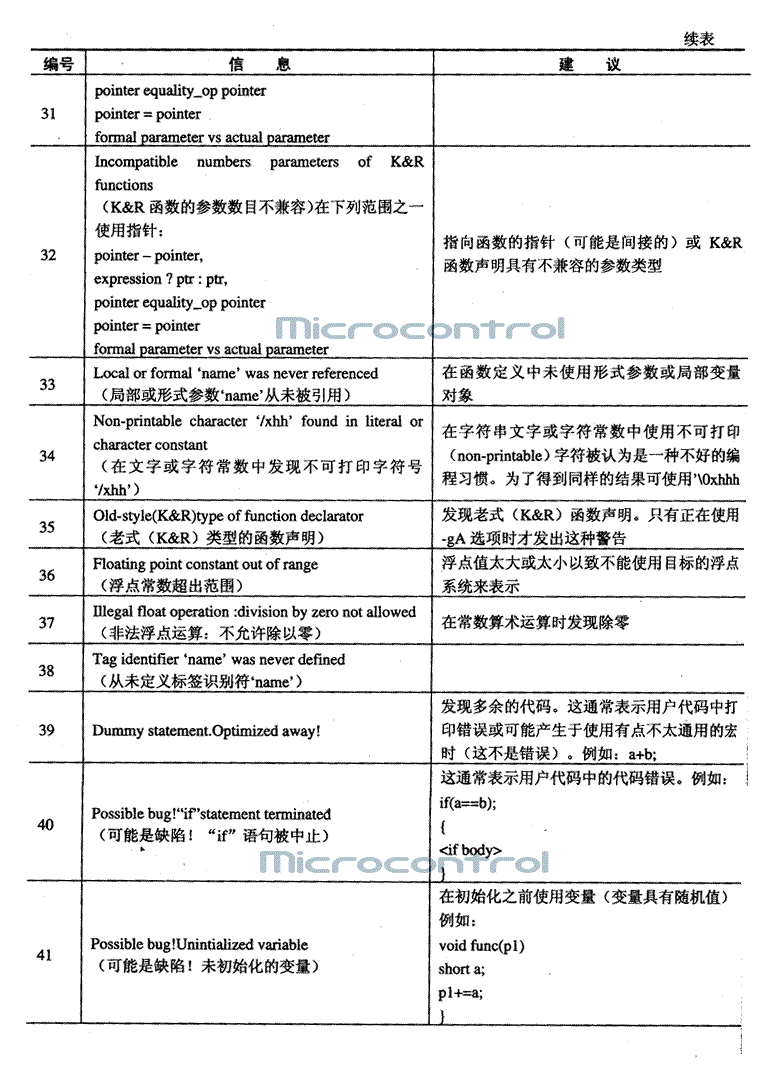 续表
编号 信 息 建 议
31
pointer equality_op pointer
pointer = pointer
formal parameter vs actual parameter
32
Incompatible numbers parameters of K&R
functions
（K&R 函数的参数数目不兼容）在下列范围之一
使用指针：
pointer – pointer,
expression ? ptr : ptr,
pointer equality_op pointer
pointer = pointer
formal parameter vs actual parameter
指向函数的指针（可能是间接的）或 K&R
函数声明具有不兼容的参数类型
Microcontrol
33
Local or formal ‘name’ was never referenced
（局部或形式参数‘name’从未被引用）
在函数定义中未使用形式参数或局部变量
对象
34
Non-printable character ‘/xhh’ found in literal or
character constant
（在文字或字符常数中发现不可打印字符号
‘/xhh’）
在字符串文字或字符常数中使用不可打印
（non-printable）字符被认为是一种不好的编
程习惯。为了得到同样的结果可使用'\0xhhh
35
Old-style(K&R)type of function declarator
（老式（K&R）类型的函数声明）
发现老式（K&R）函数声明。只有正在使用
-gA 选项时才发出这种警告
36
Floating point constant out of range
（浮点常数超出范围）
浮点值太大或太小以致不能使用目标的浮点
系统来表示
37
Illegal float operation :division by zero not allowed
（非法浮点运算：不允许除以零）
在常数算术运算时发现除零
38
Tag identifier ‘name’ was never defined
（从未定义标签识别符‘name’）
39
Dummy statement.Optimized away!
发现多余的代码。这通常表示用户代码中打
印错误或可能产生于使用有点不太通用的宏
时（这不是错误）。例如：a+b;
40
Possible bug!“if”statement terminated
（可能是缺陷！“if”语句被中止）
这通常表示用户代码中的代码错误。例如：
if(a==b);
{
<if body>
}
Microcontrol
41
Possible bug!Unintialized variable
（可能是缺陷！未初始化的变量）
在初始化之前使用变量（变量具有随机值）
例如：
void func(p1)
short a;
p1+=a;
}